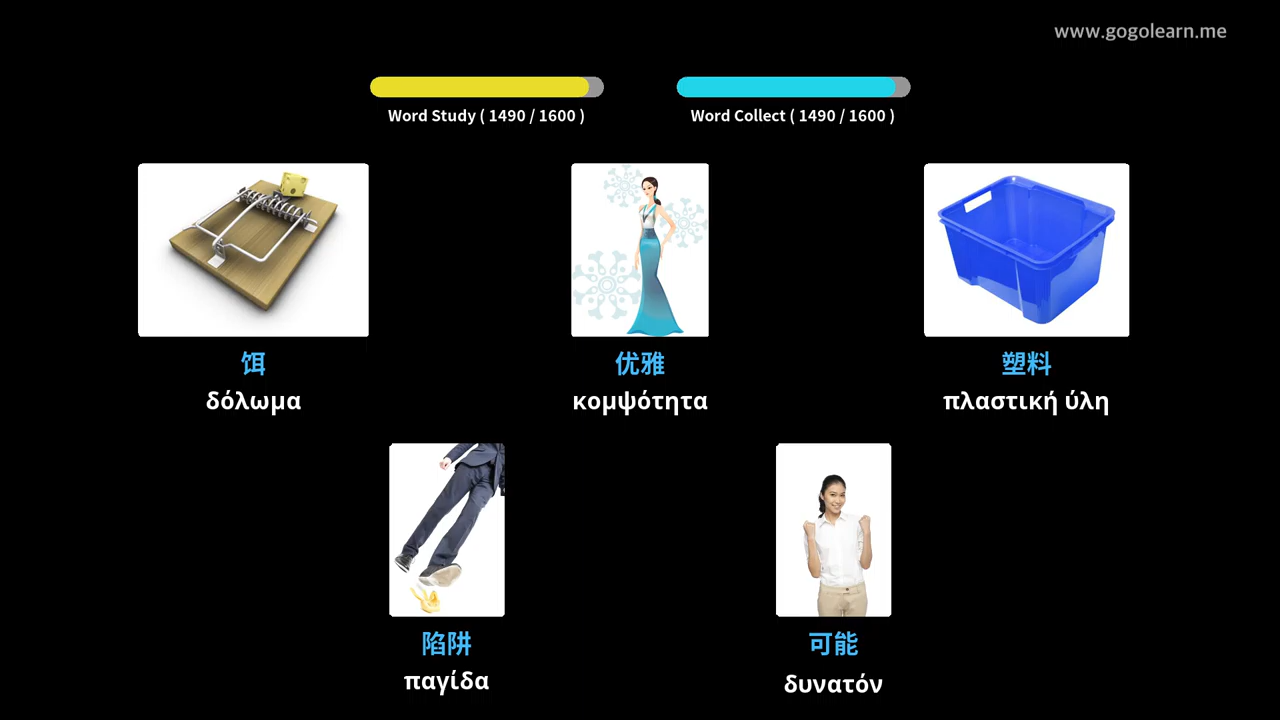 www.gogolearn.me
Word Study ( 1490 / 1600 )
Word Collect ( 1490 / 1600 )
饵
δόλωμα
优雅
κομψότητα
塑料
πλαστική ύλη
陷阱
παγίδα
可能
δυνατόν